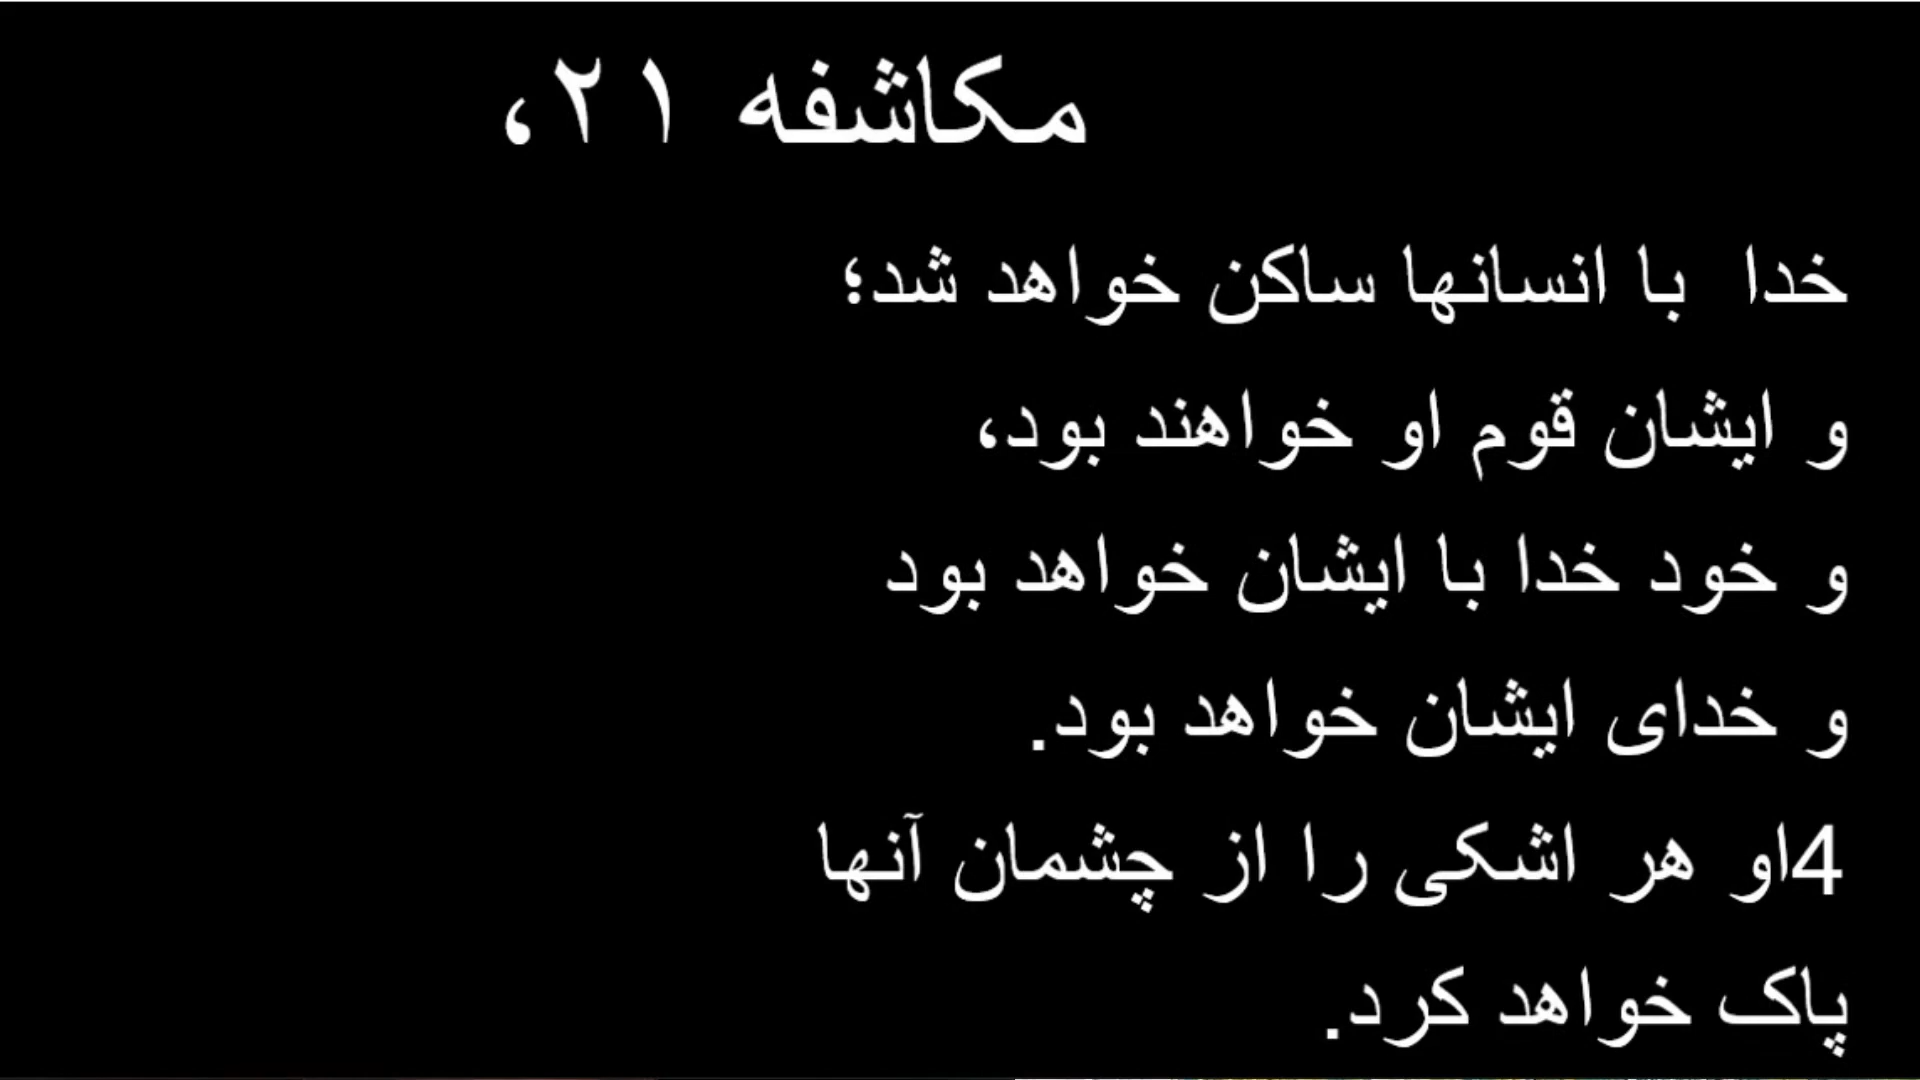 مکاشفه ۲۱،
خدا با انسانها ساکن خواهد شد؛
و ایشان قوم او خواهند بود،
و خود خدا با ایشان خواهد بود
و خدای ایشان خواهد بود.
4او هر اشکی را از چشمان آنها
پاک خواهد کرد.